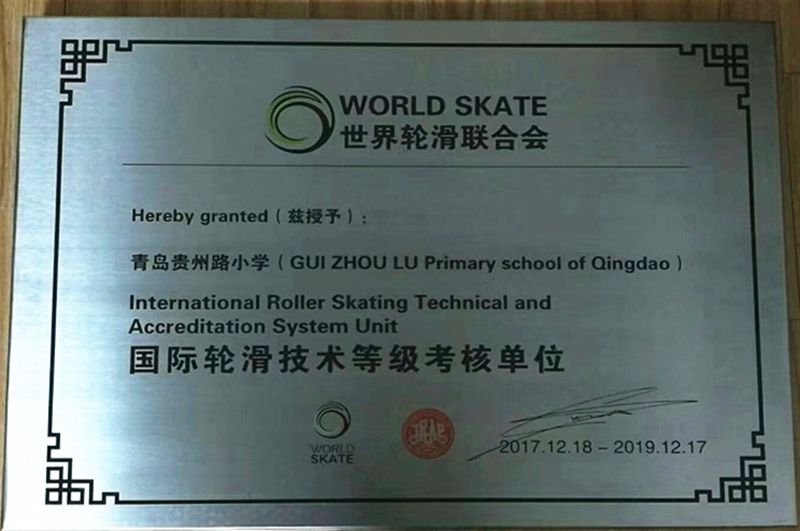 WORLD SKATE
世界轮滑联合会
Hereby granted（兹授予）：
青岛贵州路小学（GUI ZHOU LU Primary school of Qingdao）
International Roller Skating Technical and
Accreditation System Unit
国际轮滑技术等级考核单位
WORLD
SKATE
2017.12.18 – 2019.12.17